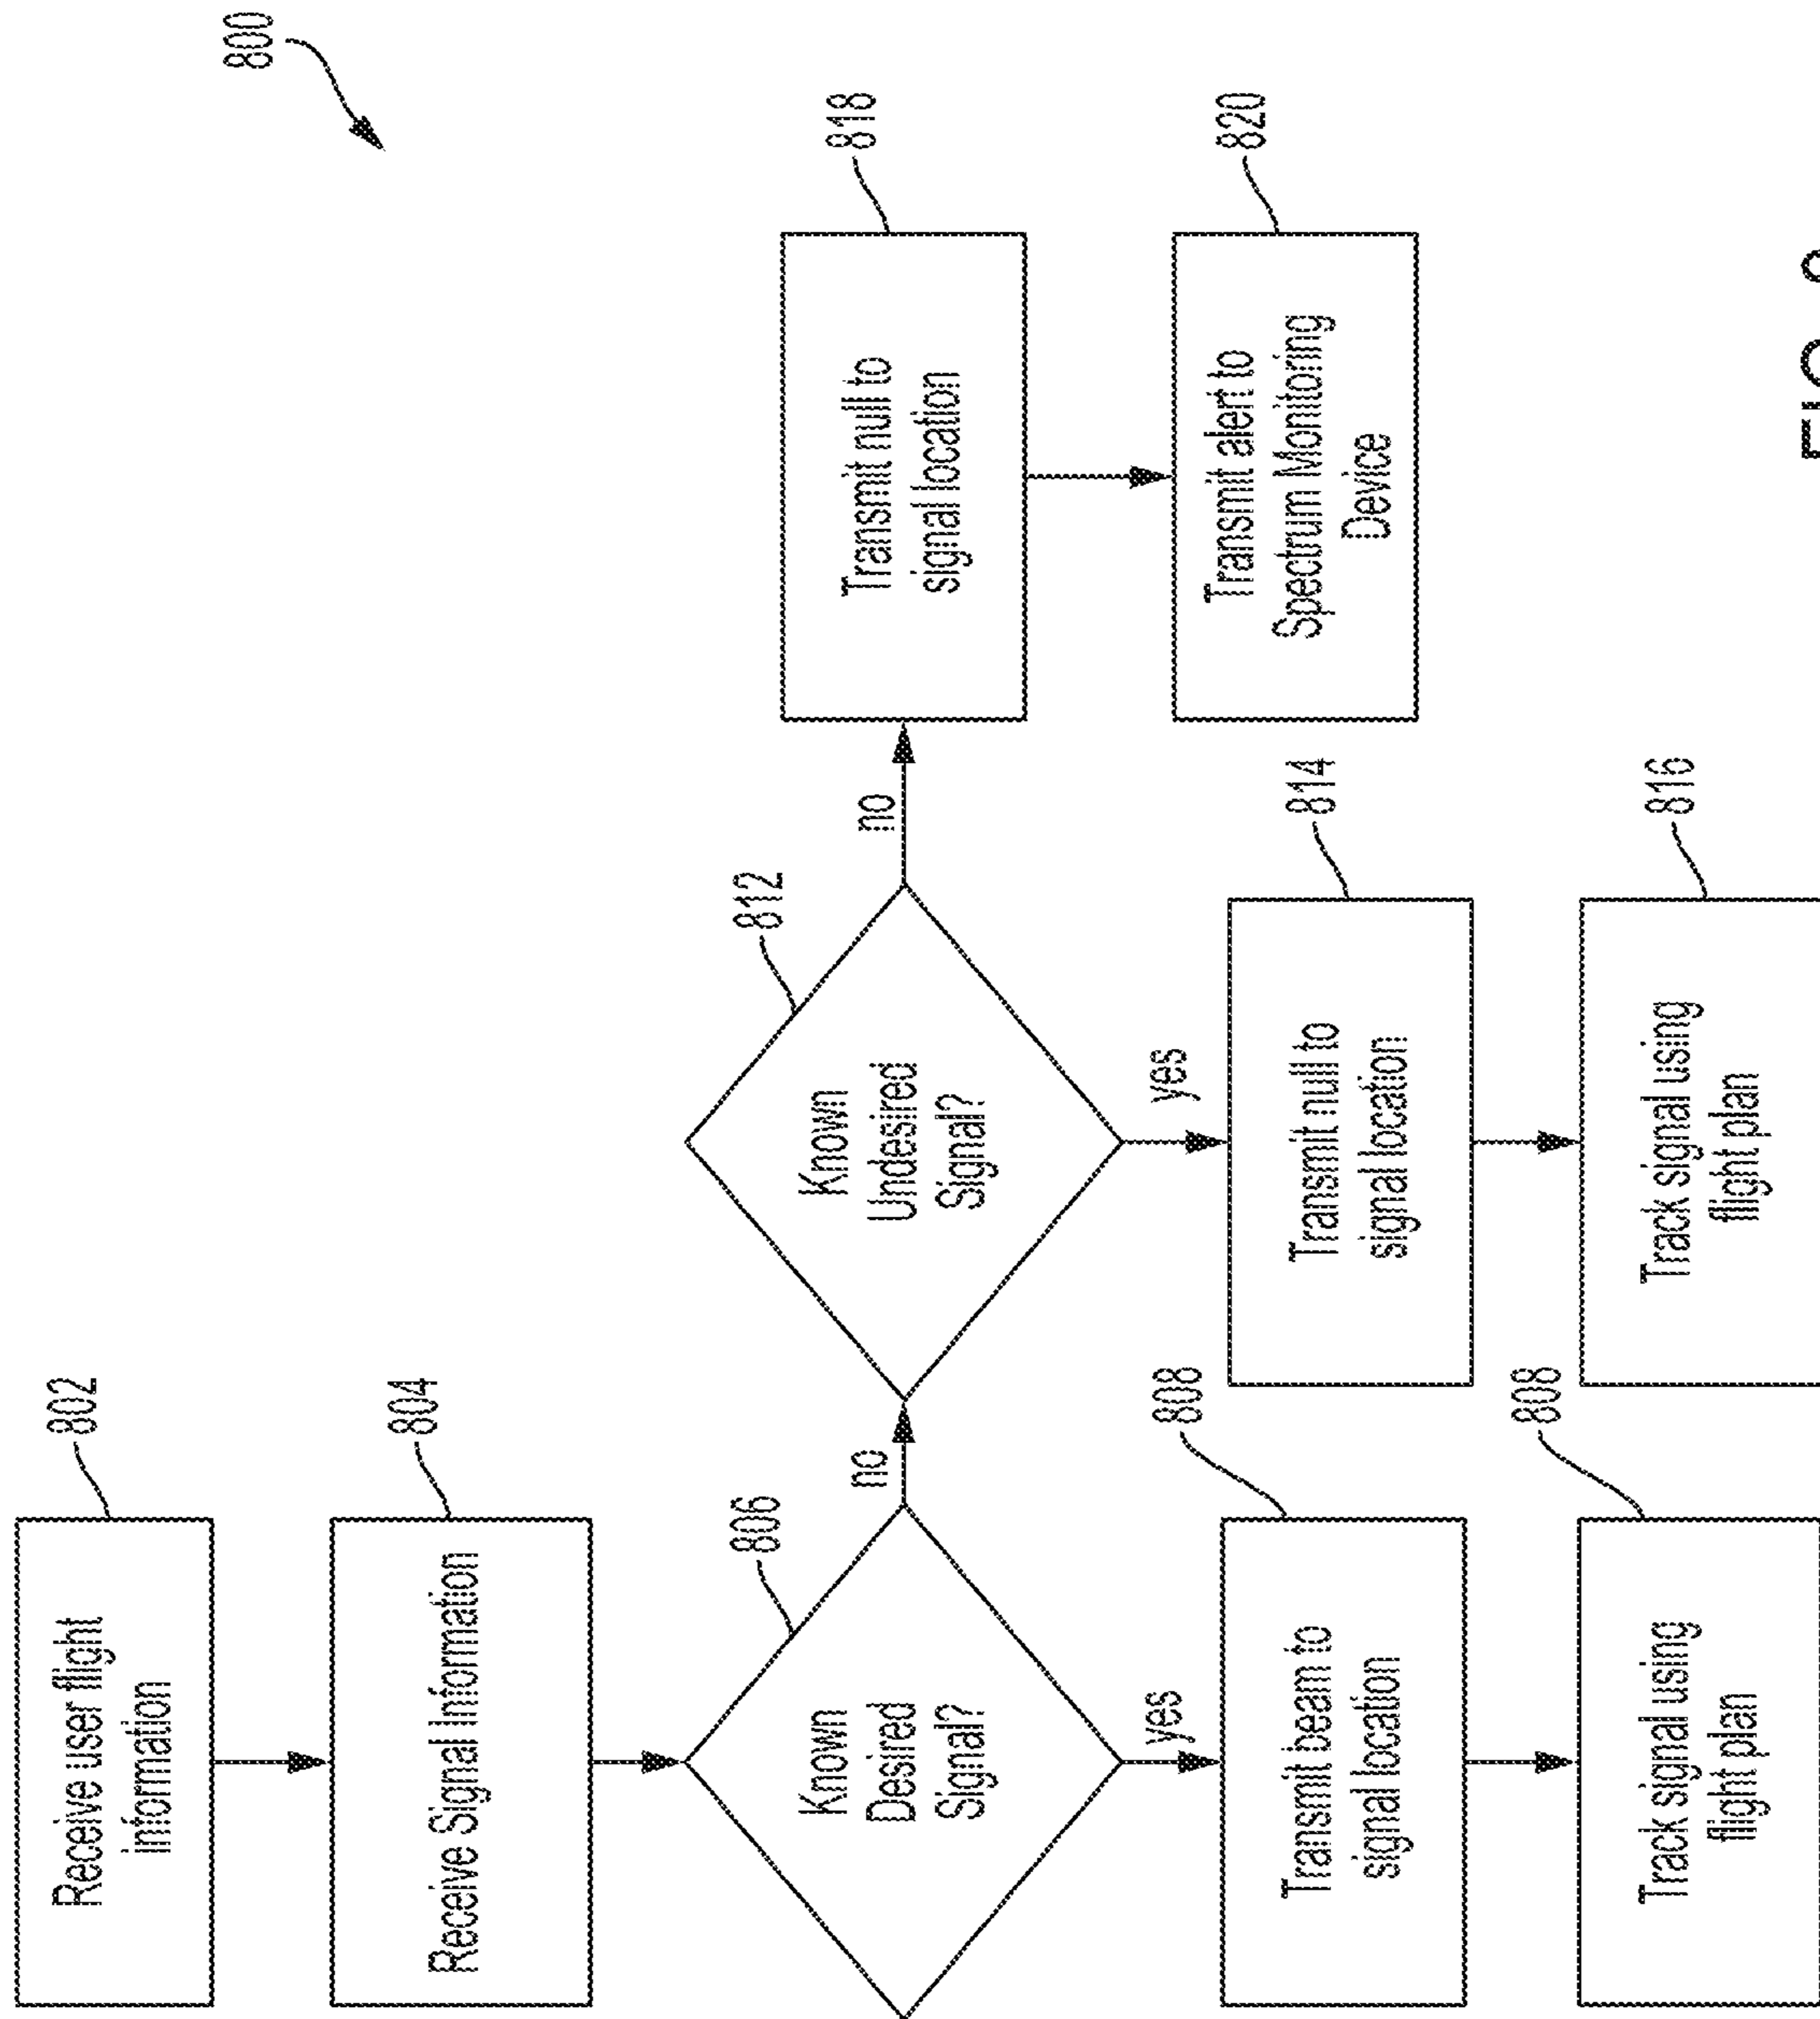 800
802
Receive user flight
information
804
Receive Signal Information
806
Known
Desired
Signal?
no
yes
808
Transmit beam to
signal location
808
Track signal using
flight plan
812
Known
Undesired
Signal?
no
yes
814
Transmit null to
signal location
816
Track signal using
flight plan
818
Transmit null to
signal location
820
Transmit alert to
Spectrum Monitoring
Device